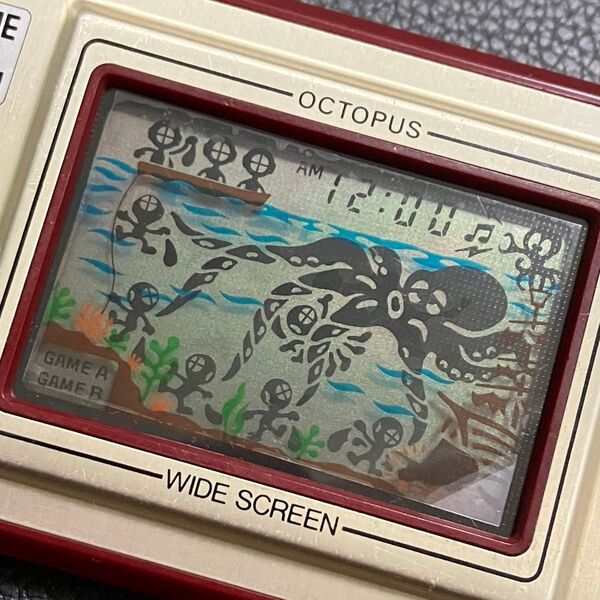 OCTOPUS
AM 12:00
GAME A
GAME B
WIDE SCREEN